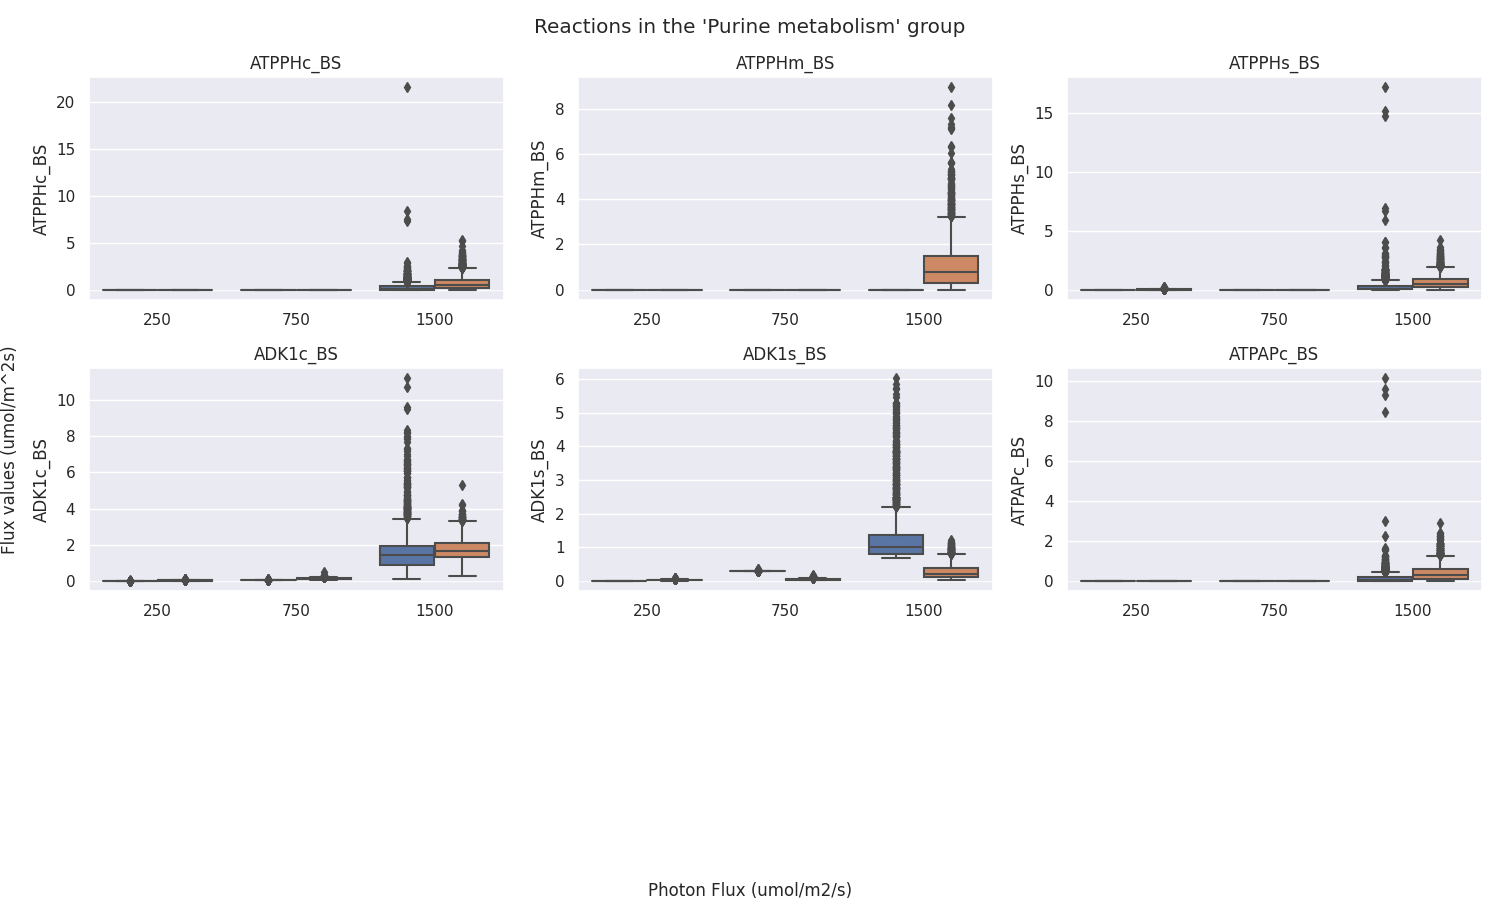 Reactions in the 'Purine metabolism' group
ATPPHc_BS
ATPPHc_BS
20
15
10
5
0
250 750 1500
ATPPHm_BS
ATPPHm_BS
8
6
4
2
0
250 750 1500
ATPPHs_BS
ATPPHs_BS
15
10
5
0
250 750 1500
Flux values (umol/m^2s)
ADK1c_BS
ADK1c_BS
10
8
6
4
2
0
250 750 1500
ADK1s_BS
ADK1s_BS
6
5
4
3
2
1
0
250 750 1500
ATPAPc_BS
ATPAPc_BS
10
8
6
4
2
0
250 750 1500
Photon Flux (umol/m2/s)